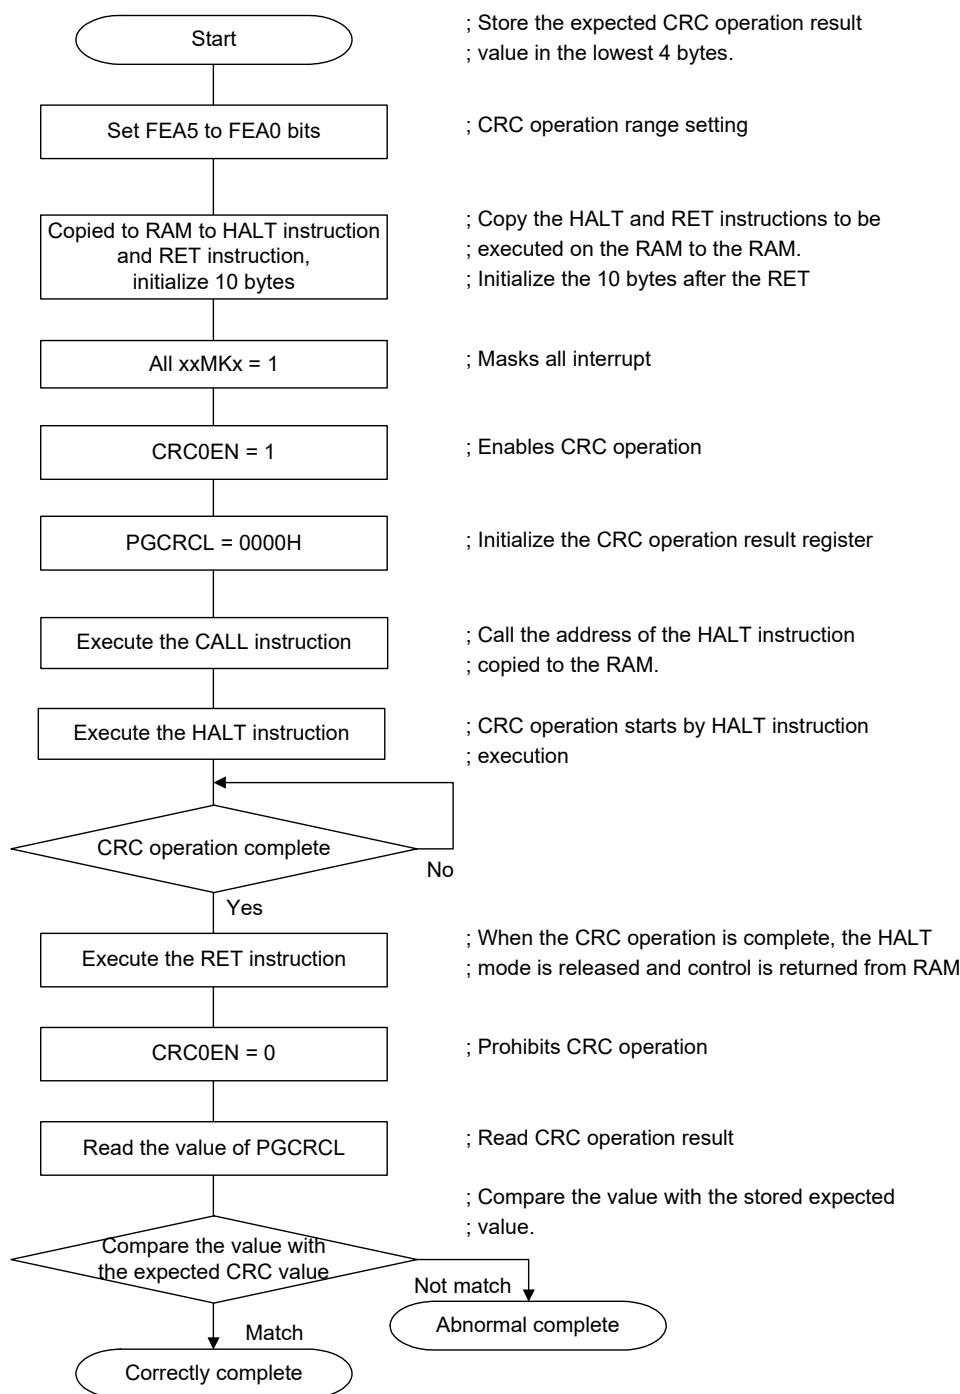 Start
; Store the expected CRC operation result
; value in the lowest 4 bytes.
Set FEA5 to FEA0 bits
; CRC operation range setting
Copied to RAM to HALT instruction
and RET instruction,
initialize 10 bytes
; Copy the HALT and RET instructions to be
; executed on the RAM to the RAM.
; Initialize the 10 bytes after the RET
All xxMKx = 1
; Masks all interrupt
CRC0EN = 1
; Enables CRC operation
PGCRCL = 0000H
; Initialize the CRC operation result register
Execute the CALL instruction
; Call the address of the HALT instruction
; copied to the RAM.
Execute the HALT instruction
; CRC operation starts by HALT instruction
; execution
CRC operation complete
No
Yes
Execute the RET instruction
; When the CRC operation is complete, the HALT
; mode is released and control is returned from RAM
CRC0EN = 0
; Prohibits CRC operation
Read the value of PGCRCL
; Read CRC operation result
; Compare the value with the stored expected
; value.
Compare the value with
the expected CRC value
Not match
Abnormal complete
Match
Correctly complete